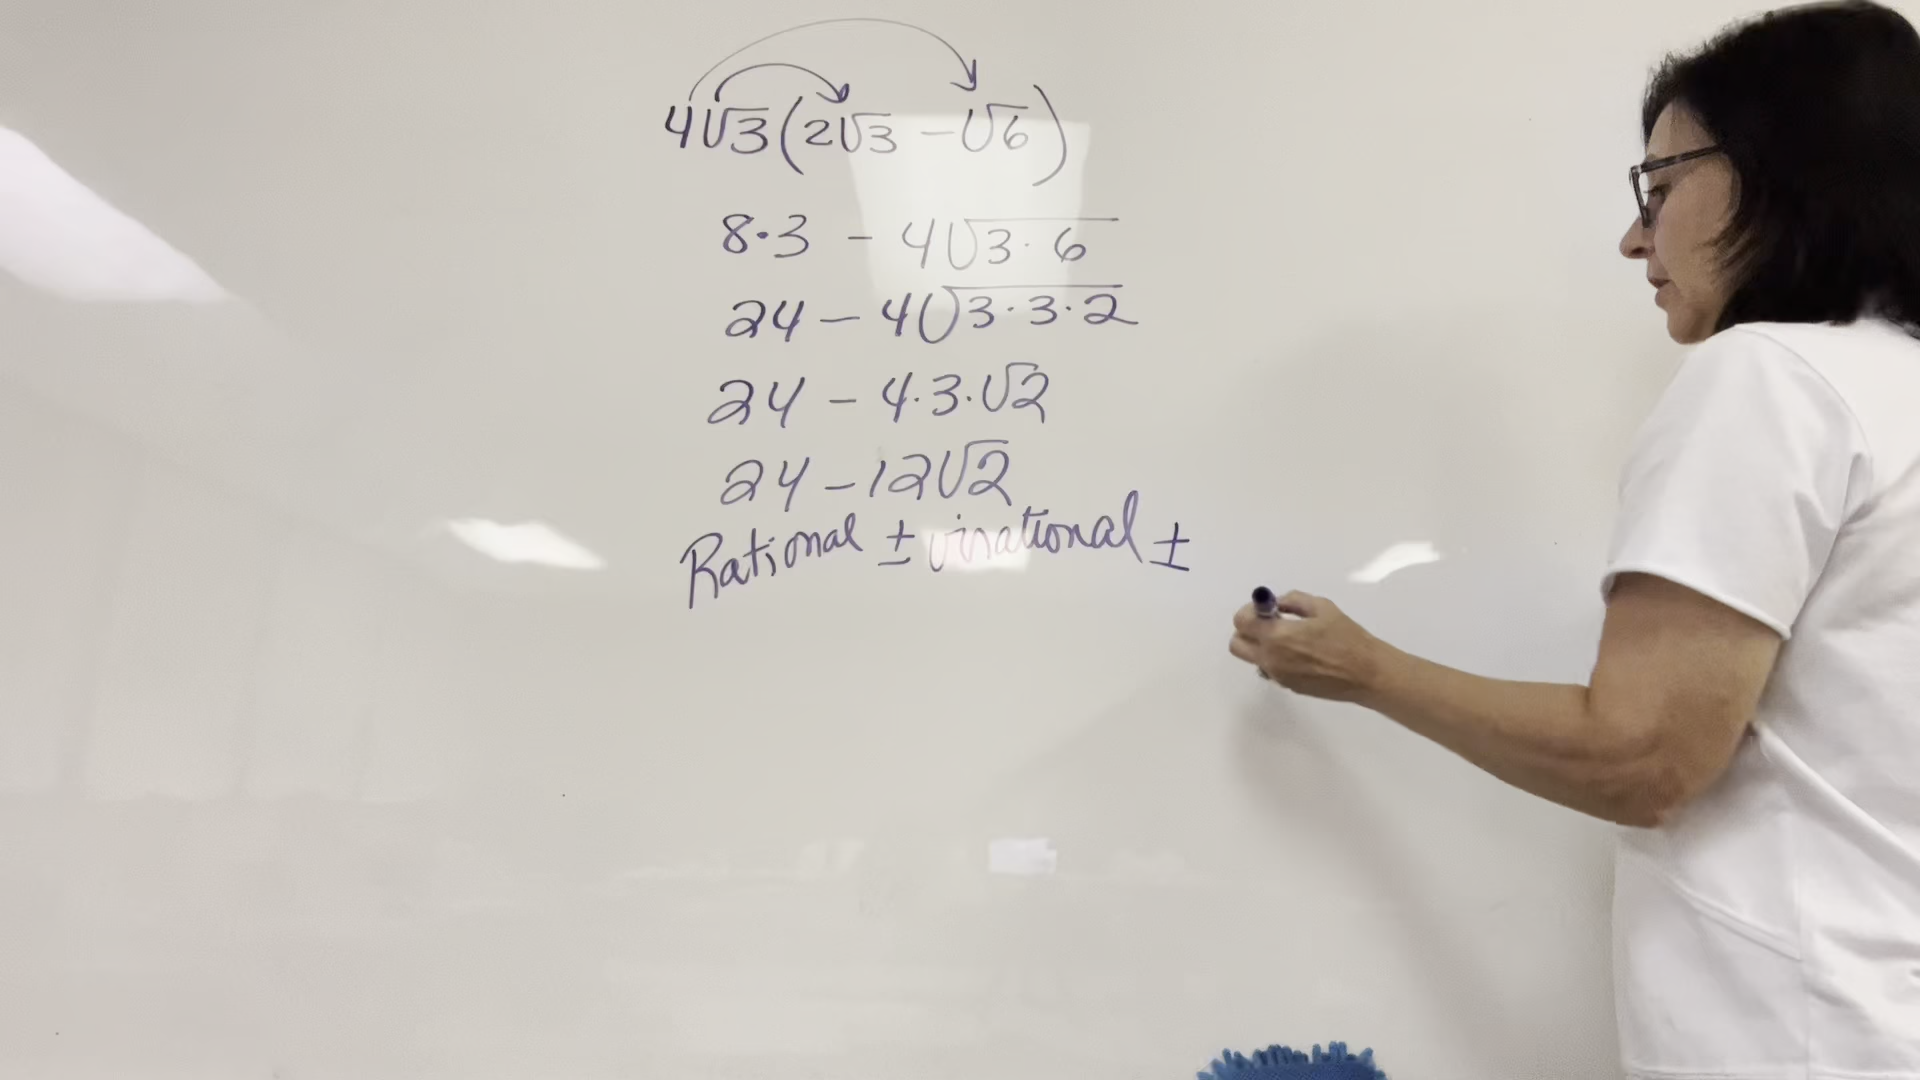 4√3(2√3 - √6)
8·3 - 4√3·6
24 - 4√3·3·2
24 - 4·3·√2
24 - 12√2
Rational ± irrational ±